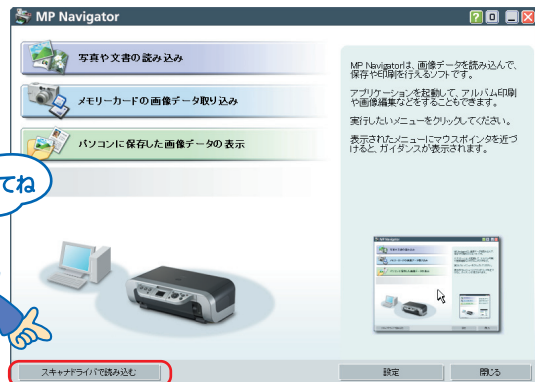 MP Navigator
写真や文書の読み込み
メモリーカードの画像データ取り込み
パソコンに保存した画像データの表示
てね
MP Navigatorは、画像データを読み込んで、
保存や印刷を行えるソフトです。
アプリケーションを起動して、アルバム印刷
や画像編集などをすることもできます。
実行したいメニューをクリックしてください。
表示されたメニューにマウスポインタを近づ
けると、ガイダンスが表示されます。
スキャナドライバで読み込む
設定
閉じる